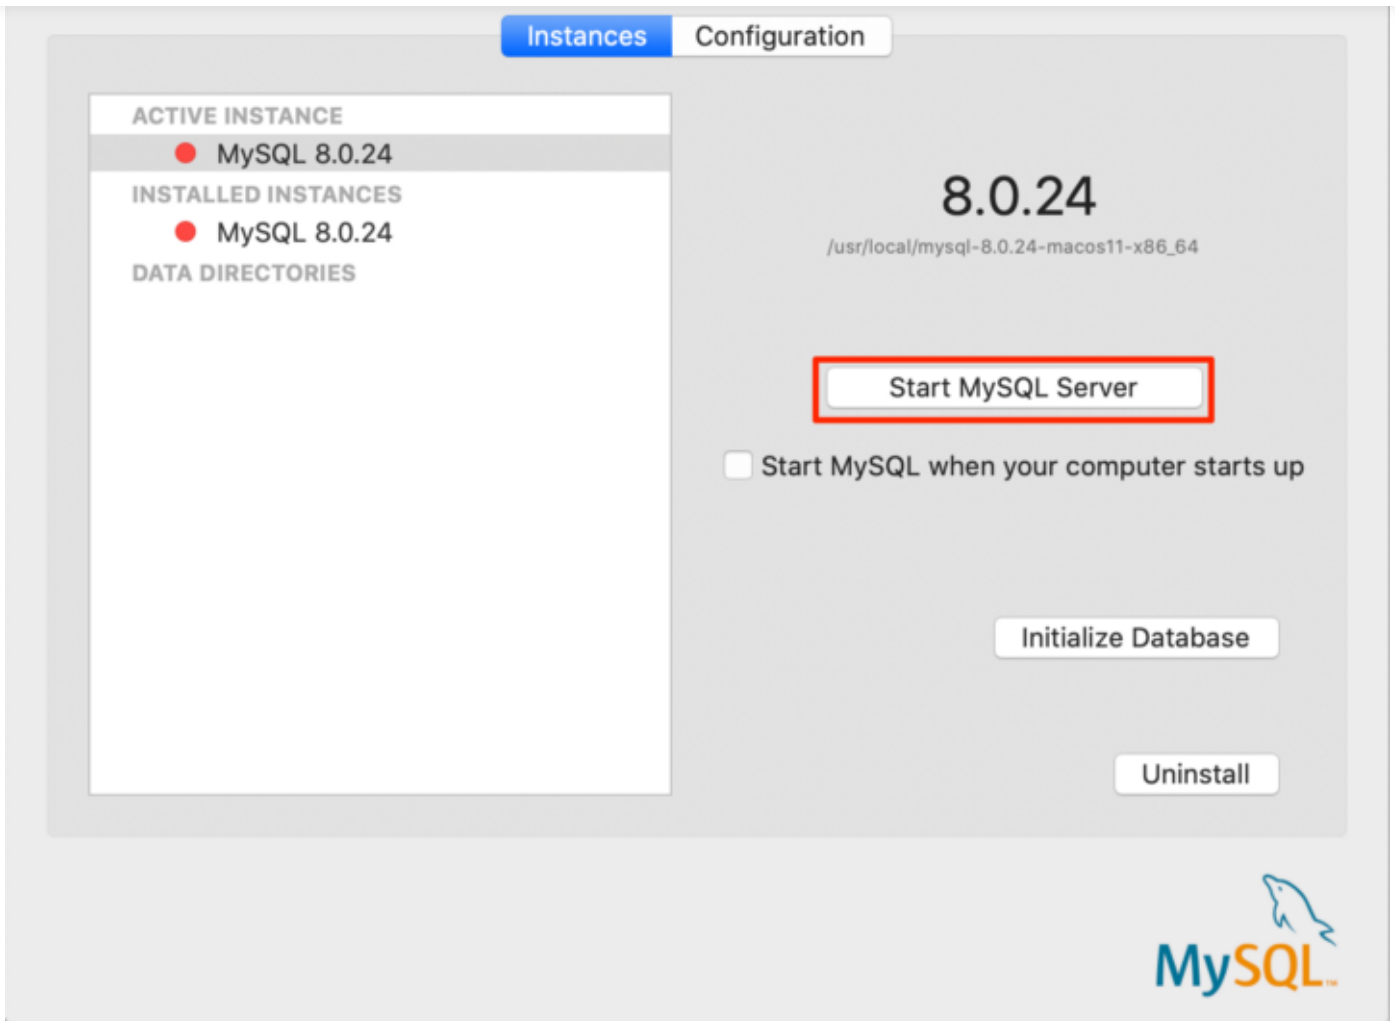 Instances
Configuration
ACTIVE INSTANCE
MySQL 8.0.24
INSTALLED INSTANCES
MySQL 8.0.24
DATA DIRECTORIES
8.0.24
/usr/local/mysql-8.0.24-macos11-x86_64
Start MySQL Server
Start MySQL when your computer starts up
Initialize Database
Uninstall
MySQL™